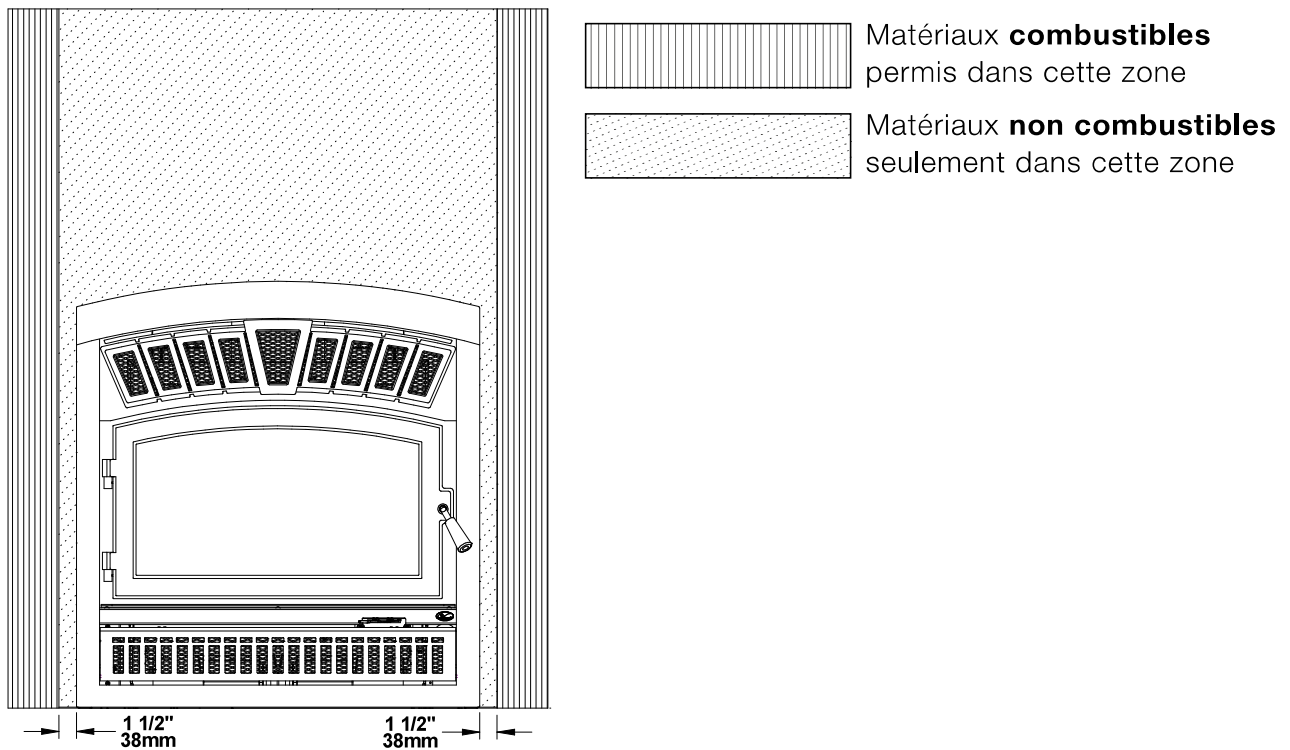 Matériaux combustibles
permis dans cette zone
Matériaux non combustibles
seulement dans cette zone
1 1/2"
38mm
1 1/2"
38mm